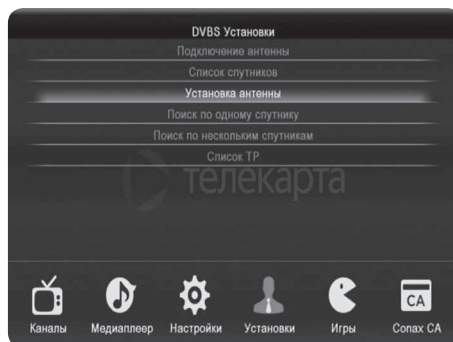 DVBS Установки
Подключение антенны
Список спутников
Установка антенны
Поиск по одному спутнику
Поиск по нескольким спутникам
Список ТР
телекарта
CA
Каналы Медиаплеер Настройки Установки Игры Conax CA